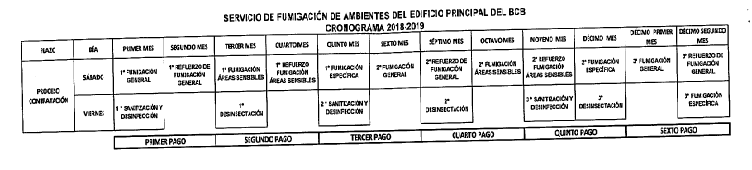 SERVICIO DE FUMIGACIÓN DE AMBIENTES DEL EDIFICIO PRINCIPAL DEL BCB
CRONOGRAMA 2018-2019
DÍA PRIMER MES SEGUNDO MES TERCER MES CUARTO MES QUINTO MES SEXTO MES SÉPTIMO MES OCTAVO MES NOVENO MES DÉCIMO MES DÉCIMO PRIMER MES DÉCIMO SEGUNDO MES
PROCESO CONTRATACIÓN
SÁBADO
1° FUMIGACIÓN GENERAL
1° REFUERZO DE FUMIGACIÓN GENERAL
1° FUMIGACIÓN ÁREAS SENSIBLES
1° REFUERZO FUMIGACIÓN ÁREAS SENSIBLES
1° FUMIGACIÓN ESPECÍFICA
2° FUMIGACIÓN GENERAL
2° REFUERZO DE FUMIGACIÓN GENERAL
2° FUMIGACIÓN ÁREAS SENSIBLES
2° REFUERZO FUMIGACIÓN ÁREAS SENSIBLES
2° FUMIGACIÓN ESPECÍFICA
3° FUMIGACIÓN GENERAL
3° REFUERZO DE FUMIGACIÓN GENERAL
VIERNES
1° SANITIZACIÓN Y DESINFECCIÓN
1° DESINSECTACIÓN
2° SANITIZACIÓN Y DESINFECCIÓN
2° DESINSECTACIÓN
3° SANITIZACIÓN Y DESINFECCIÓN
3° DESINSECTACIÓN
3° FUMIGACIÓN ESPECÍFICA
PRIMER PAGO SEGUNDO PAGO TERCER PAGO CUARTO PAGO QUINTO PAGO SEXTO PAGO